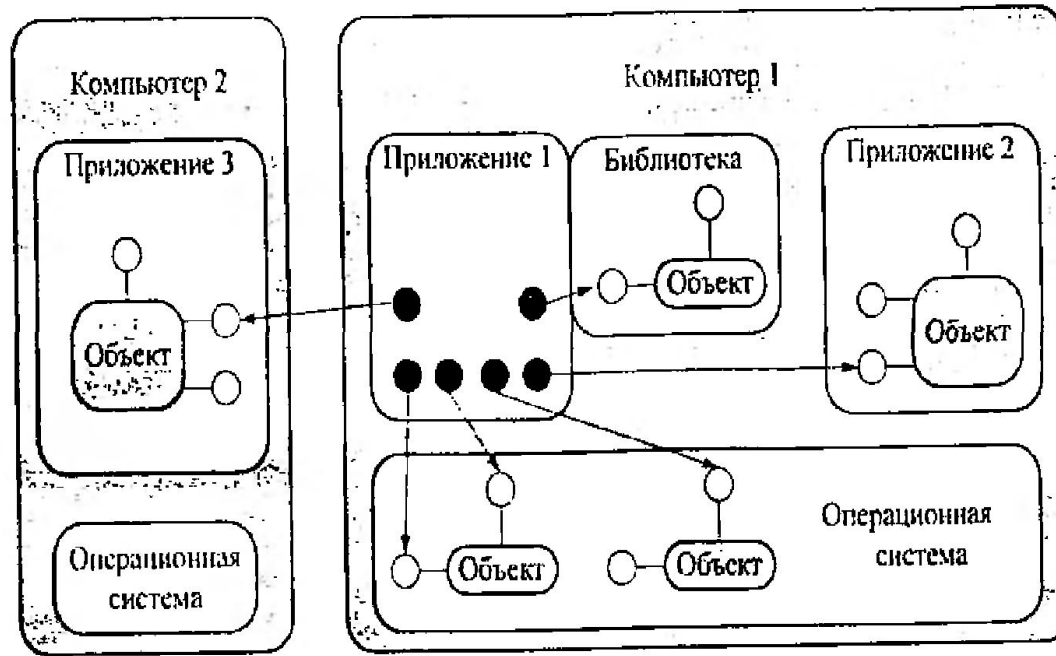 Компьютер 2
Приложение 3
Объект
Операционная
система
Компьютер 1
Приложение 1
Библиотека
Объект
Приложение 2
Объект
Объект
Объект
Операционная
система